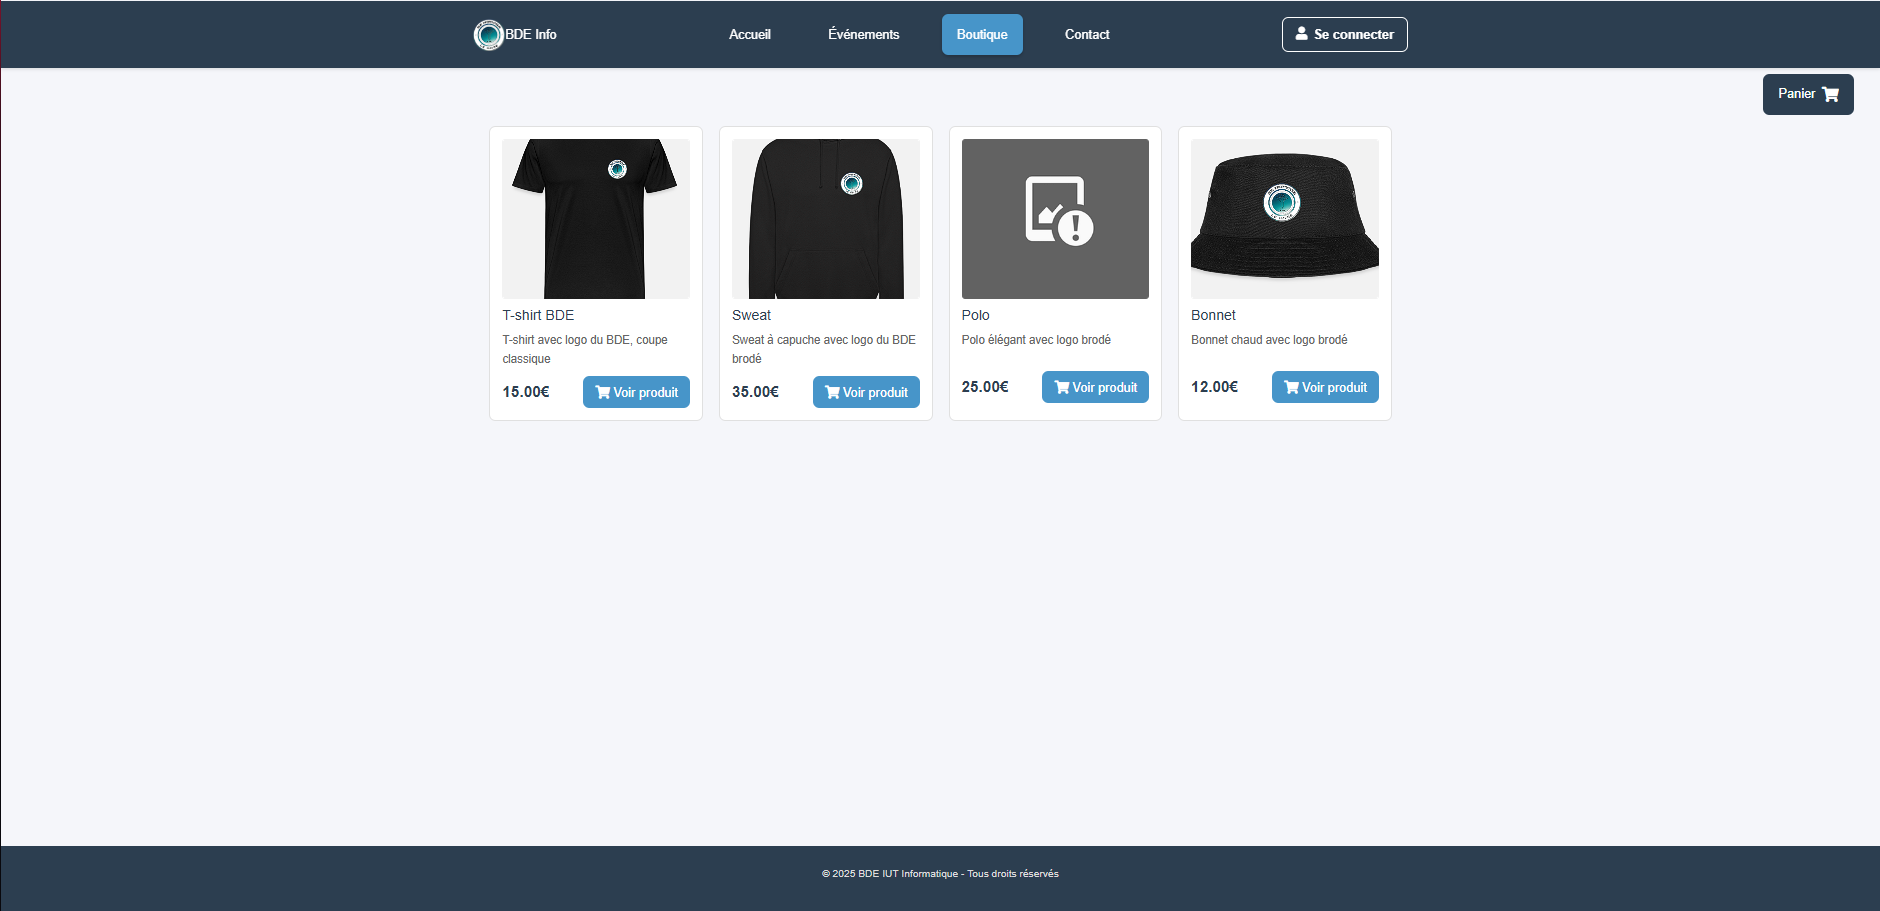 BDE Info
Accueil
Événements
Boutique
Contact
Se connecter
Panier
T-shirt BDE
T-shirt avec logo du BDE, coupe
classique
15.00€
Voir produit
Sweat
Sweat à capuche avec logo du BDE
brodé
35.00€
Voir produit
Polo
Polo élégant avec logo brodé
25.00€
Voir produit
Bonnet
Bonnet chaud avec logo brodé
12.00€
Voir produit
© 2025 BDE IUT Informatique - Tous droits réservés